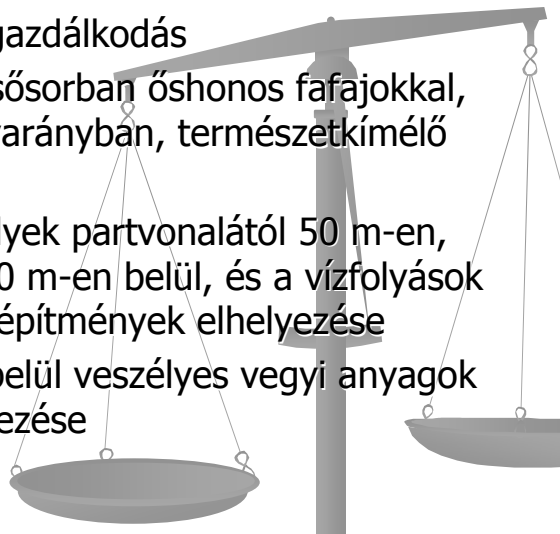 gazdálkodás
sősorban őshonos fafajokkal,
yarányban, természetkímélő
lyek partvonalától 50 m-en,
0 m-en belül, és a vízfolyások
építmények elhelyezése
belül veszélyes vegyi anyagok
ezése